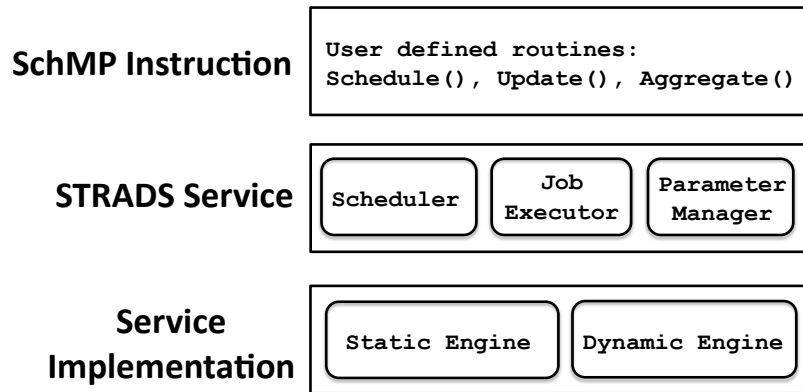 SchMP Instruction
User defined routines:
Schedule(), Update(), Aggregate()
STRADS Service
Scheduler
Job
Executor
Parameter
Manager
Service
Implementation
Static Engine
Dynamic Engine